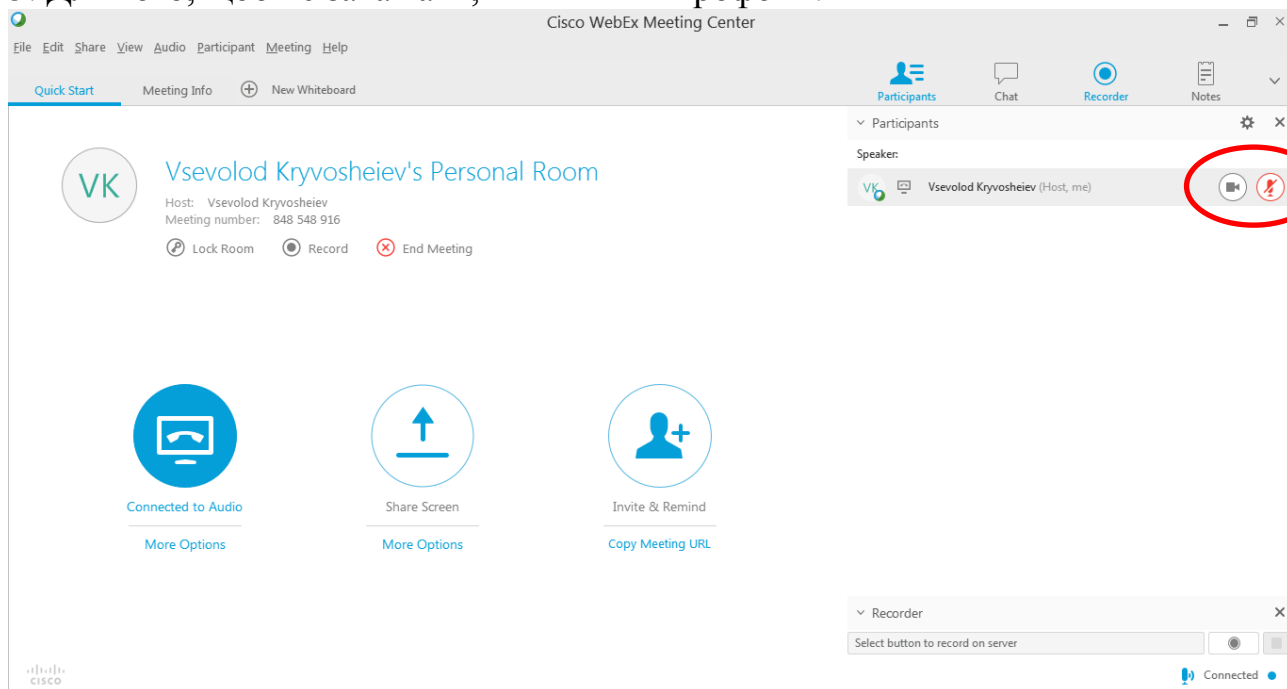 Cisco WebEx Meeting Center
File Edit Share View Audio Participant Meeting Help
Quick Start Meeting Info New Whiteboard
Participants Chat Recorder Notes
Participants
Speaker:
VK Vsevolod Kryvosheiev (Host, me)
VK
Vsevolod Kryvosheiev's Personal Room
Host: Vsevolod Kryvosheiev
Meeting number: 848 548 916
Lock Room Record End Meeting
Connected to Audio Share Screen Invite & Remind
More Options More Options Copy Meeting URL
Recorder
Select button to record on server
CISCO
Connected